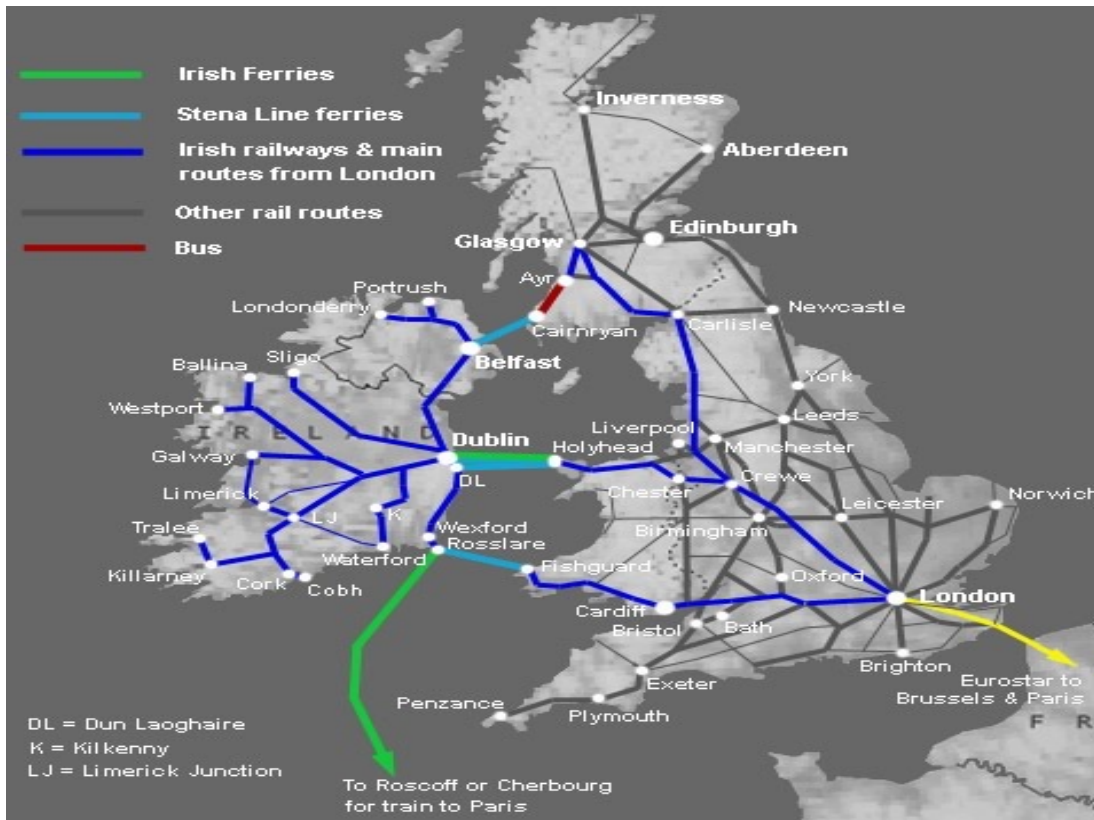 Irish Ferries
Stena Line ferries
Irish railways & main
routes from London
Other rail routes
Bus
Inverness
Aberdeen
Edinburgh
Glasgow
Ayr
Portrush
Londonderry
Cairnryan
Carlisle
Newcastle
Belfast
Ballina
Sligo
Westport
York
Leeds
IRELAND
Dublin
Liverpool
Holyhead
Manchester
Galway
DL
Chester
Crewe
Limerick
LJ
K
Leicester
Norwich
Tralee
Wexford
Birmingham
Waterford
Rosslare
Killarney
Fishguard
Cork
Cobh
Oxford
London
Cardiff
Bristol
Bath
Brighton
Exeter
Eurostar to
Brussels & Paris
Penzance
Plymouth
F R
DL = Dun Laoghaire
K = Kilkenny
LJ = Limerick Junction
To Roscoff or Cherbourg
for train to Paris